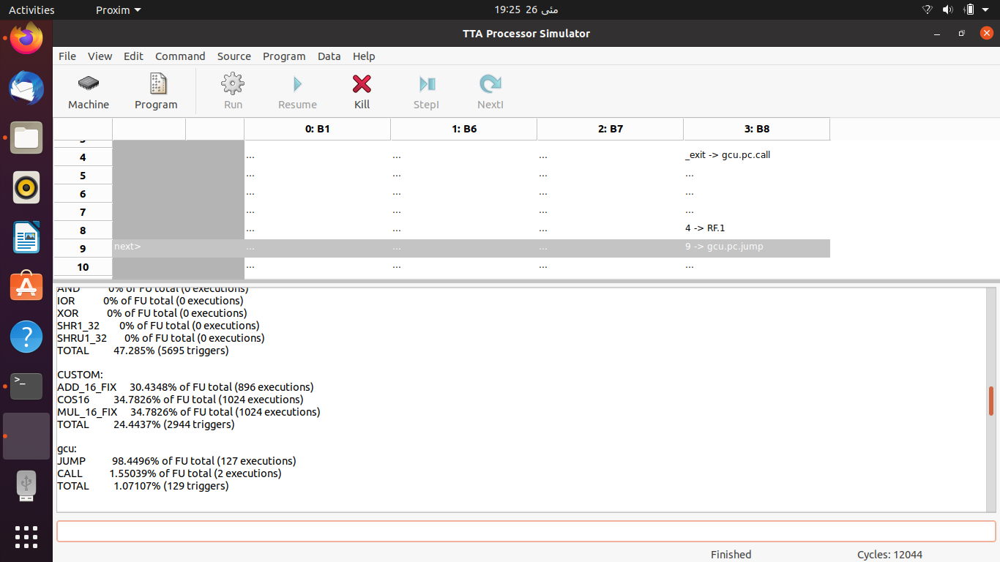 Activities Proxim 19:25 26 مئی
TTA Processor Simulator
File View Edit Command Source Program Data Help
Machine Program Run Resume Kill StepI NextI
0: B1 1: B6 2: B7 3: B8
4 ... ... ... _exit -> gcu.pc.call
5 ... ... ... ...
6 ... ... ... ...
7 ... ... ... ...
8 ... ... ... 4 -> RF.1
9 next> ... ... ... 9 -> gcu.pc.jump
10 ... ... ... ...
AND 0% of FU total (0 executions)
IOR 0% of FU total (0 executions)
XOR 0% of FU total (0 executions)
SHR1_32 0% of FU total (0 executions)
SHRU1_32 0% of FU total (0 executions)
TOTAL 47.285% (5695 triggers)
CUSTOM:
ADD_16_FIX 30.4348% of FU total (896 executions)
COS16 34.7826% of FU total (1024 executions)
MUL_16_FIX 34.7826% of FU total (1024 executions)
TOTAL 24.4437% (2944 triggers)
gcu:
JUMP 98.4496% of FU total (127 executions)
CALL 1.55039% of FU total (2 executions)
TOTAL 1.07107% (129 triggers)
Finished Cycles: 12044